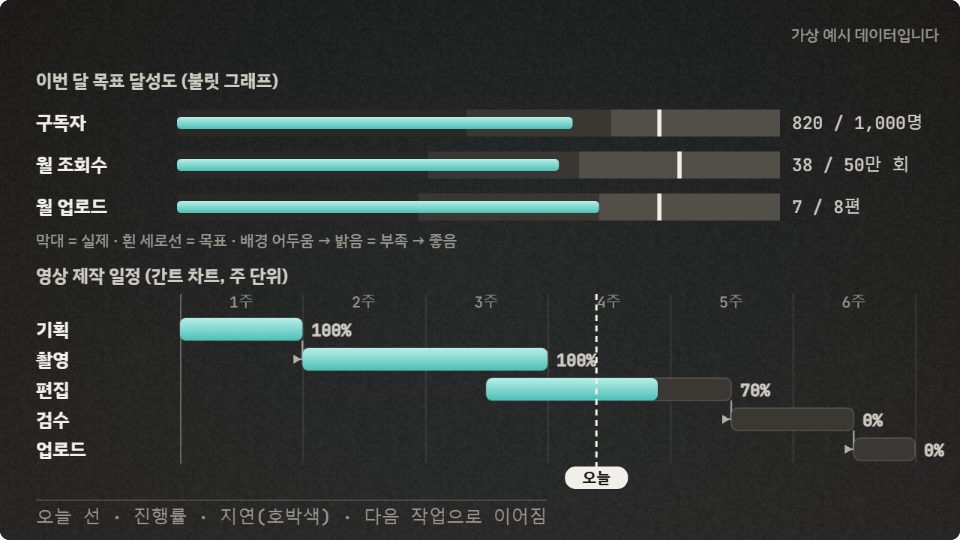 가상 예시 데이터입니다
이번 달 목표 달성도 (불릿 그래프)
구독자 820 / 1,000명
월 조회수 38 / 50만 회
월 업로드 7 / 8편
막대 = 실제 · 흰 세로선 = 목표 · 배경 어두움 → 밝음 = 부족 → 좋음
영상 제작 일정 (간트 차트, 주 단위)
1주 2주 3주 4주 5주 6주
기획 100%
촬영 100%
편집 70%
검수 0%
업로드 0%
오늘
오늘 선 · 진행률 · 지연(호박색) · 다음 작업으로 이어짐